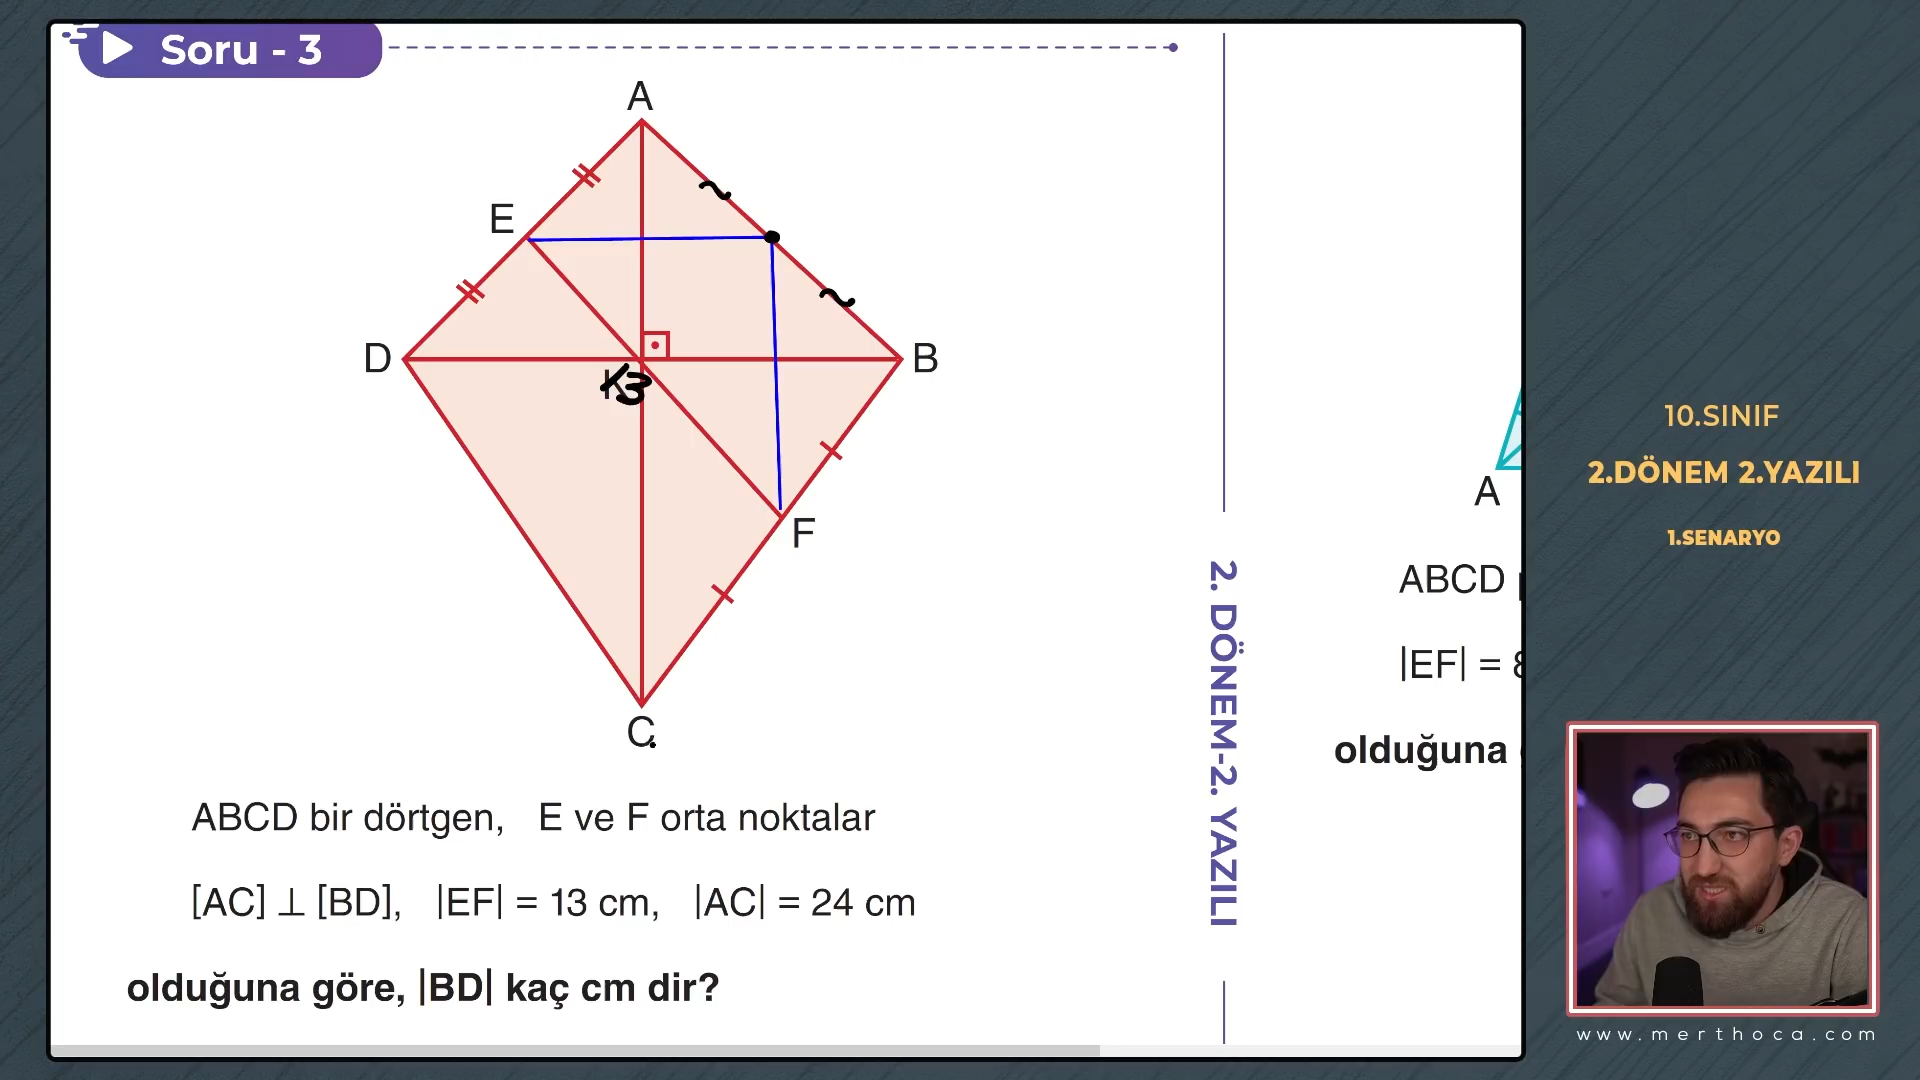 Soru - 3
A
E
D
B
K
F
C
ABCD bir dörtgen, E ve F orta noktalar
[AC] ⊥ [BD], |EF| = 13 cm, |AC| = 24 cm
olduğuna göre, |BD| kaç cm dir?
2. DÖNEM-2. YAZILI
A
ABCD
|EF| = 8
olduğuna
10.SINIF
2.DÖNEM 2.YAZILI
1.SENARYO
www.merthoca.com